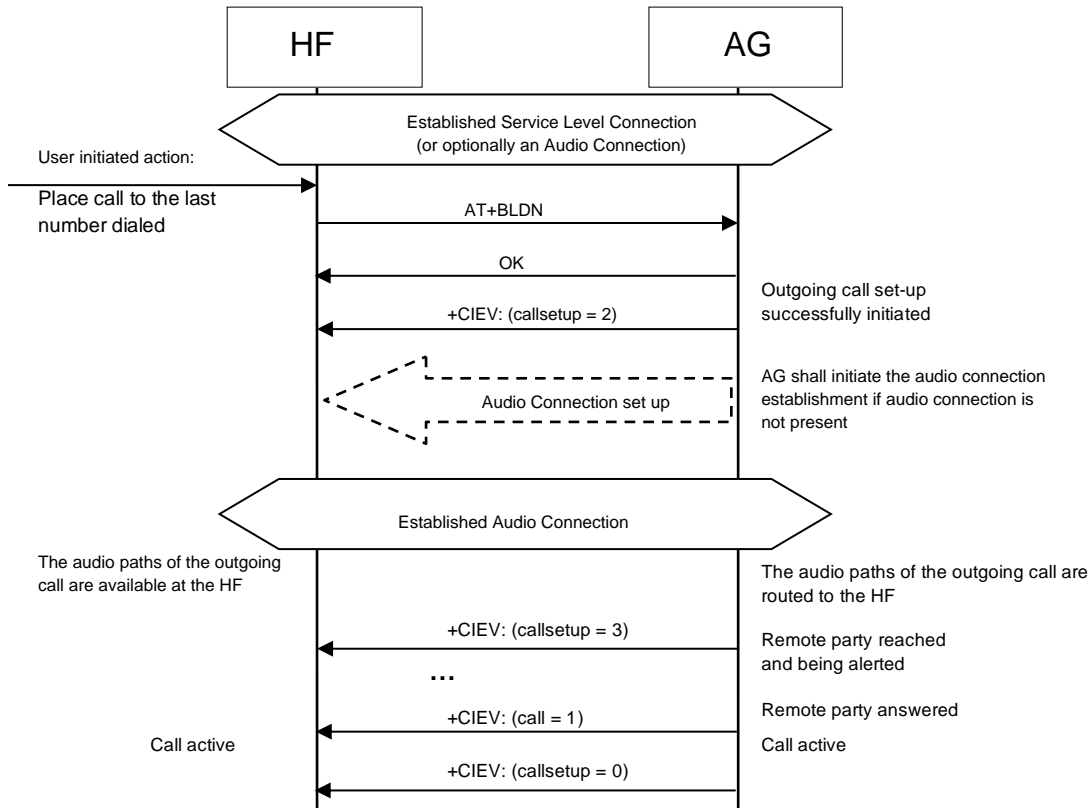 HF
AG
Established Service Level Connection
(or optionally an Audio Connection)
User initiated action:
Place call to the last
number dialed
AT+BLDN
OK
Outgoing call set-up
successfully initiated
+CIEV: (callsetup = 2)
AG shall initiate the audio connection
establishment if audio connection is
not present
Audio Connection set up
Established Audio Connection
The audio paths of the outgoing
call are available at the HF
The audio paths of the outgoing call are
routed to the HF
+CIEV: (callsetup = 3)
Remote party reached
and being alerted
...
+CIEV: (call = 1)
Remote party answered
Call active
Call active
+CIEV: (callsetup = 0)